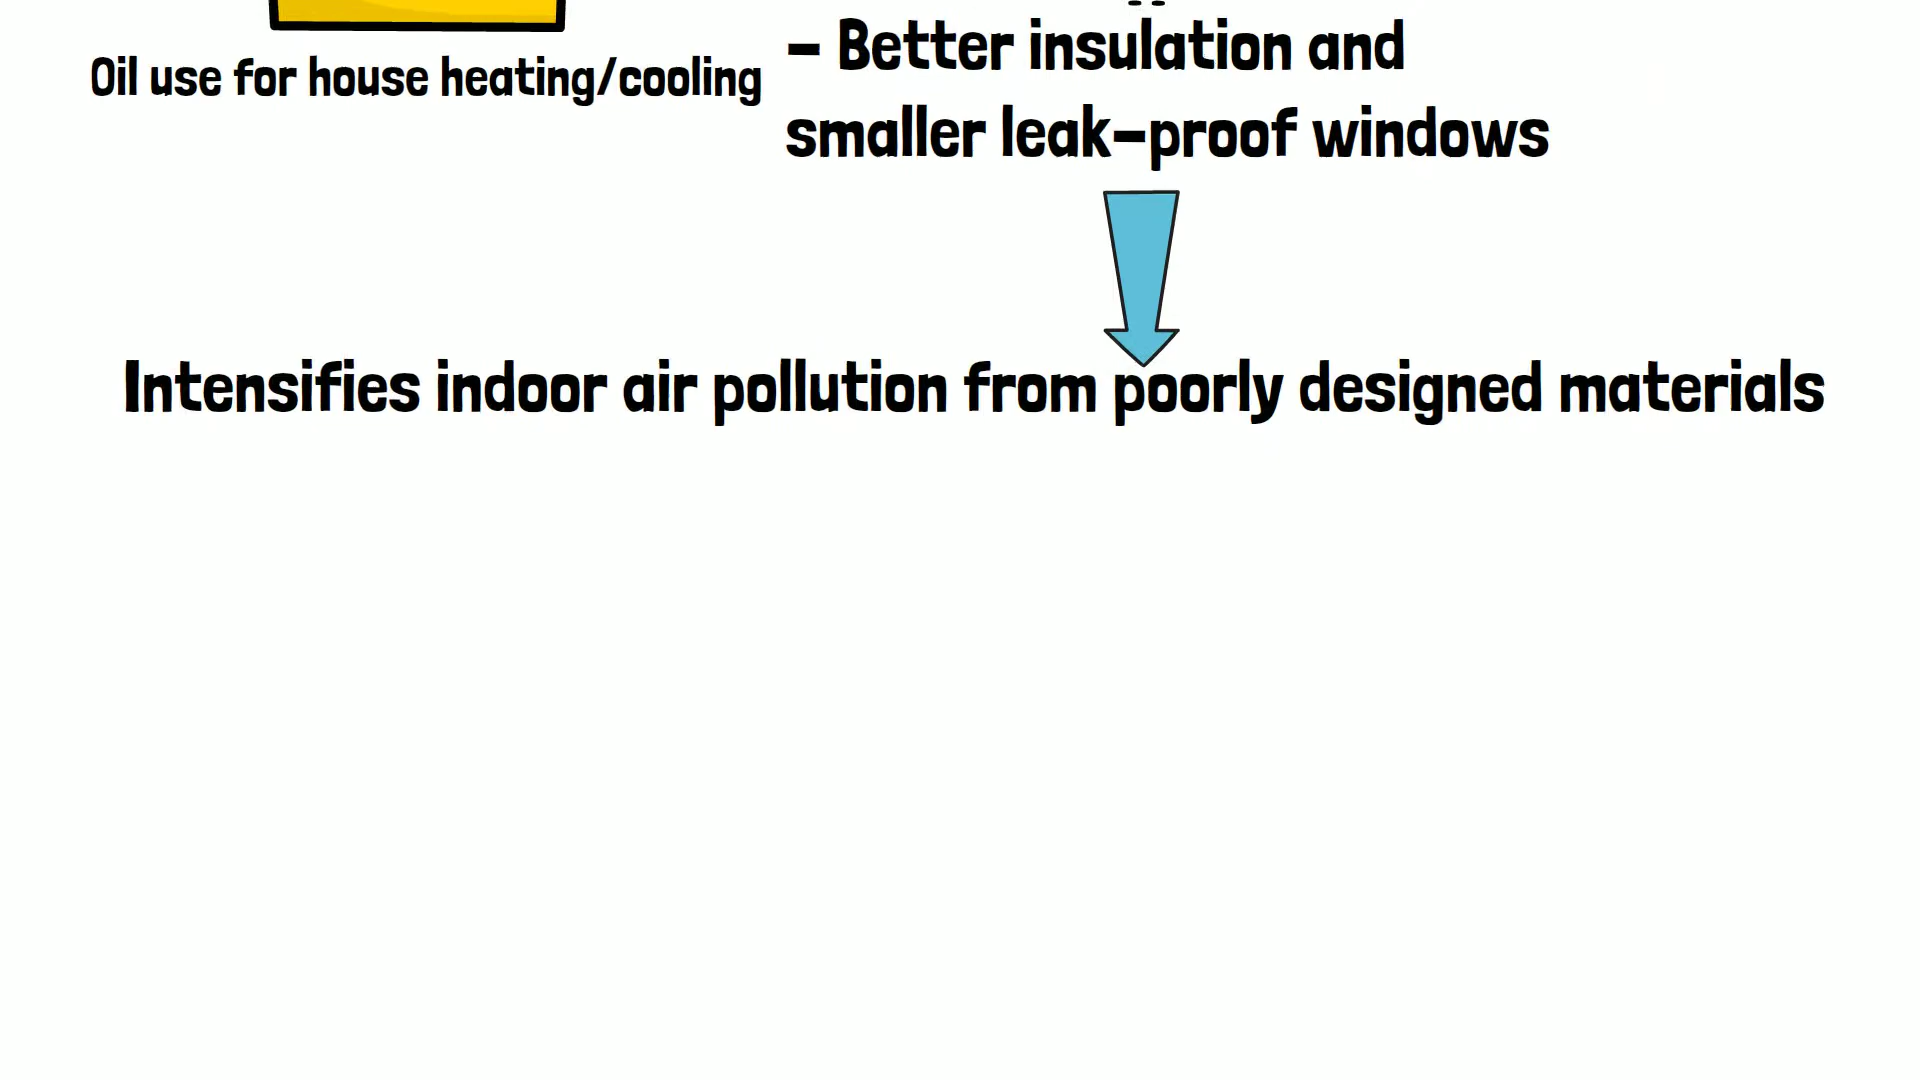 Oil use for house heating/cooling
- Better insulation and
smaller leak-proof windows
Intensifies indoor air pollution from poorly designed materials